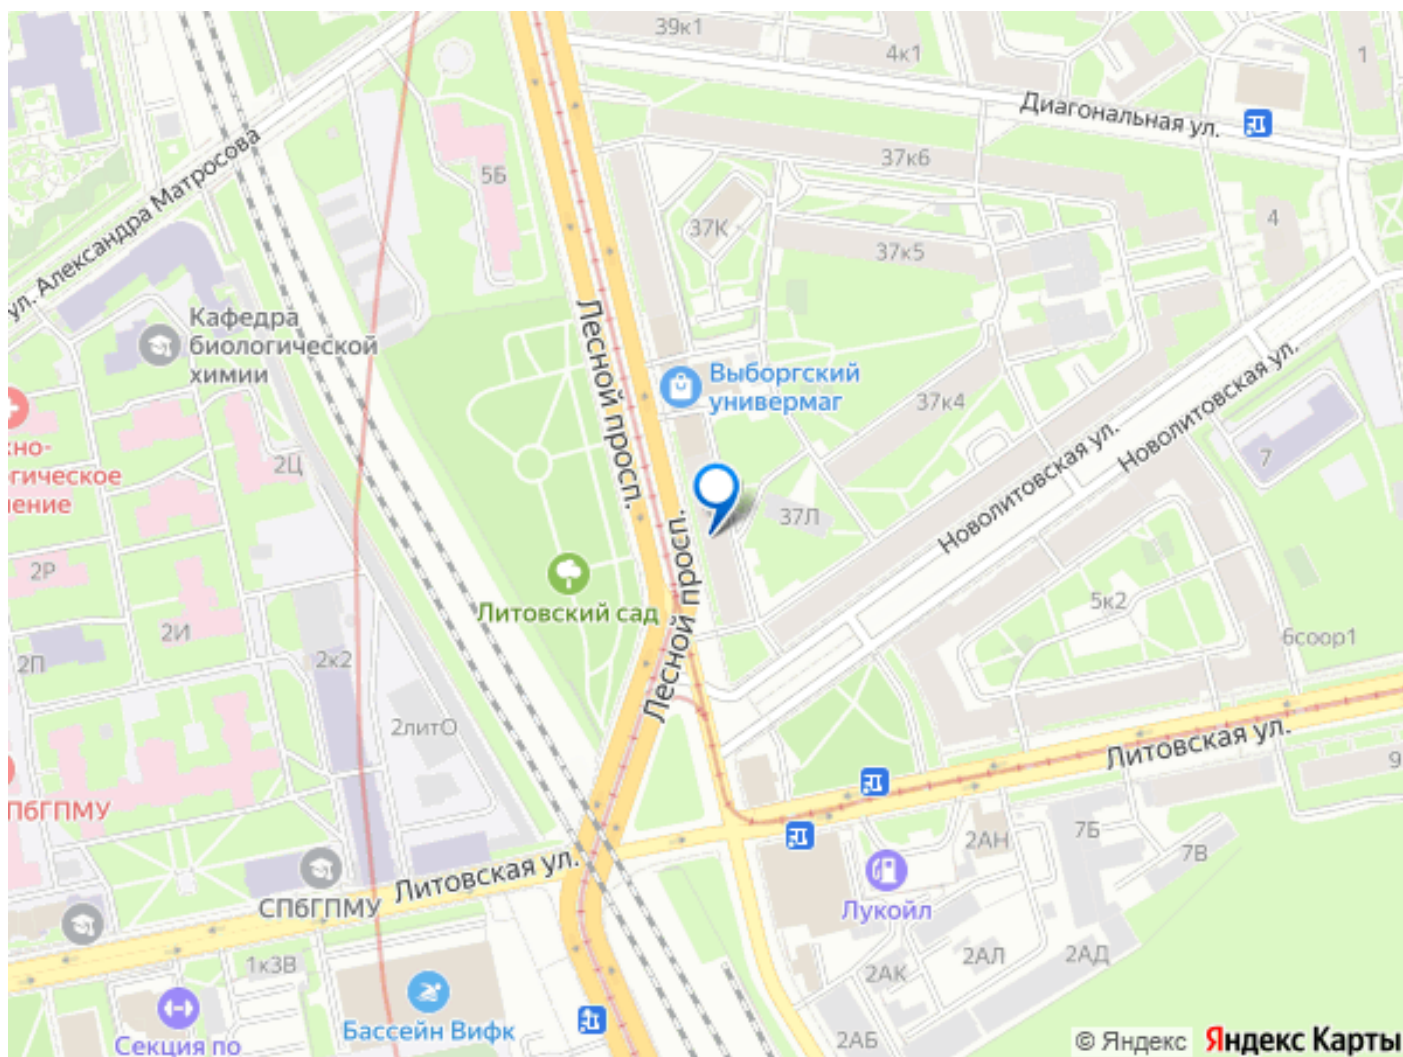 39к1
4к1
1
Диагональная ул.
37к6
5Б
ул. Александра Матросова
37К
37к5
4
Кафедра
биологической
химии
Лесной просп.
Выборгский
универмаг
37к4
Новолитовская ул.
Новолитовская ул.
7
2Ц
гическое
37Л
Лесной просп.
2Р
Литовский сад
5к2
2И
6соор1
2П
2к2
2литО
Литовская ул.
9
ПбГПМУ
7Б
2АН
7В
Литовская ул.
СПбГПМУ
Лукойл
1к3В
2АЛ
2АД
2АК
Бассейн Вифк
Секция по
2АБ
© Яндекс Яндекс Карты